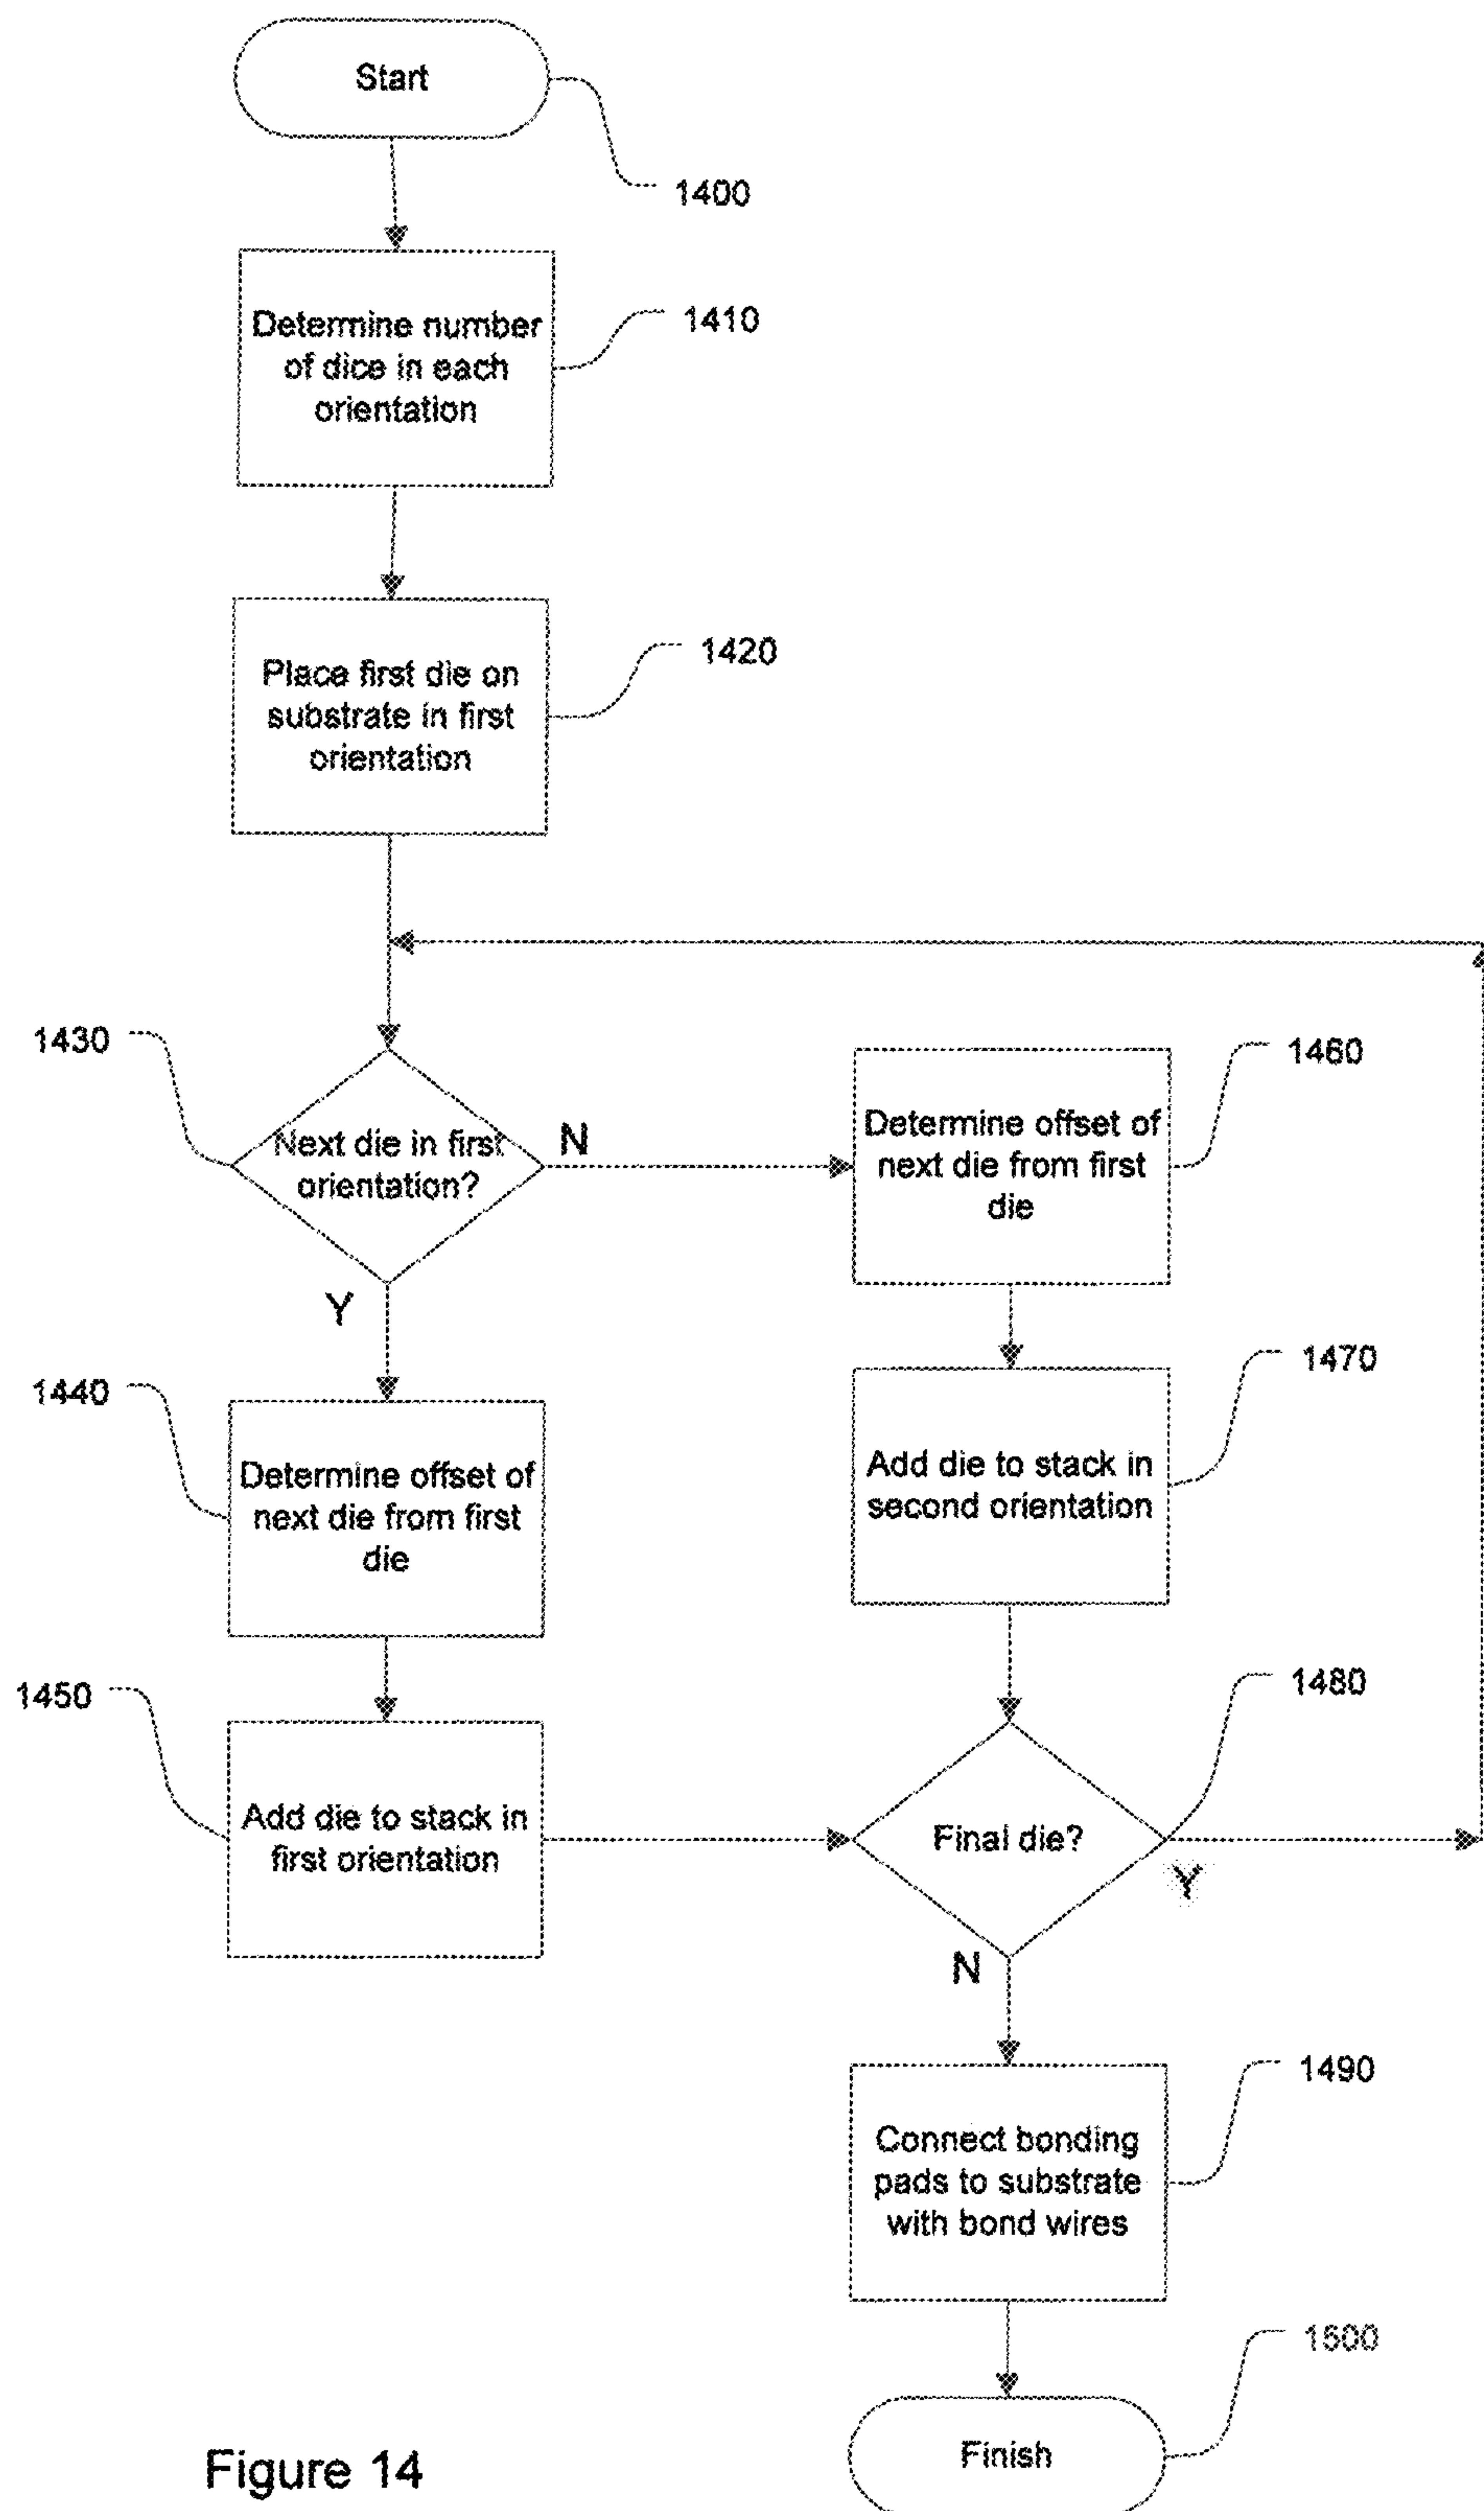 Start
1400
Determine number
of dice in each
orientation
1410
Place first die on
substrate in first
orientation
1420
1430
Next die in first
orientation?
N
Y
1460
Determine offset of
next die from first
die
1440
Determine offset of
next die from first
die
1470
Add die to stack in
second orientation
1450
Add die to stack in
first orientation
1480
Final die?
Y
N
1490
Connect bonding
pads to substrate
with bond wires
1500
Finish
Figure 14